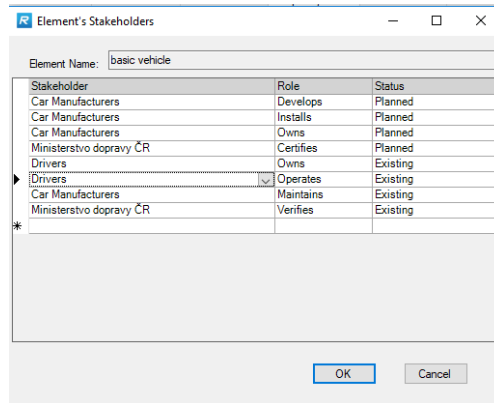 R Element's Stakeholders
Element Name: basic vehicle
Stakeholder Role Status
Car Manufacturers Develops Planned
Car Manufacturers Installs Planned
Car Manufacturers Owns Planned
Ministerstvo dopravy ČR Certifies Planned
Drivers Owns Existing
Drivers Operates Existing
Car Manufacturers Maintains Existing
Ministerstvo dopravy ČR Verifies Existing
OK Cancel